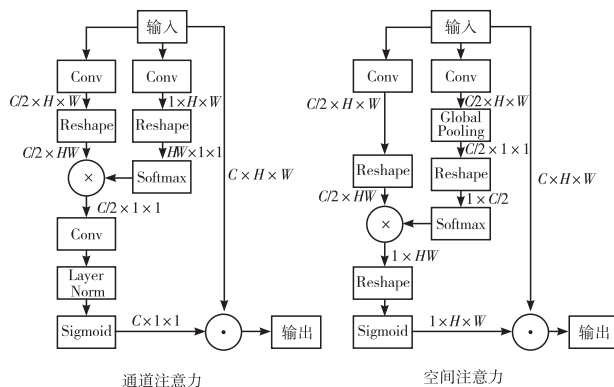 输入
Conv
Conv
C/2×H×W
1×H×W
Reshape
Reshape
C/2×HW
HW×1×1
×
Softmax
C×H×W
C/2×1×1
Conv
Layer
Norm
Sigmoid
C×1×1
·
输出
通道注意力
输入
Conv
Conv
C/2×H×W
C/2×H×W
Global
Pooling
C/2×1×1
Reshape
Reshape
C/2×HW
1×C/2
×
Softmax
C×H×W
1×HW
Reshape
Sigmoid
1×H×W
·
输出
空间注意力